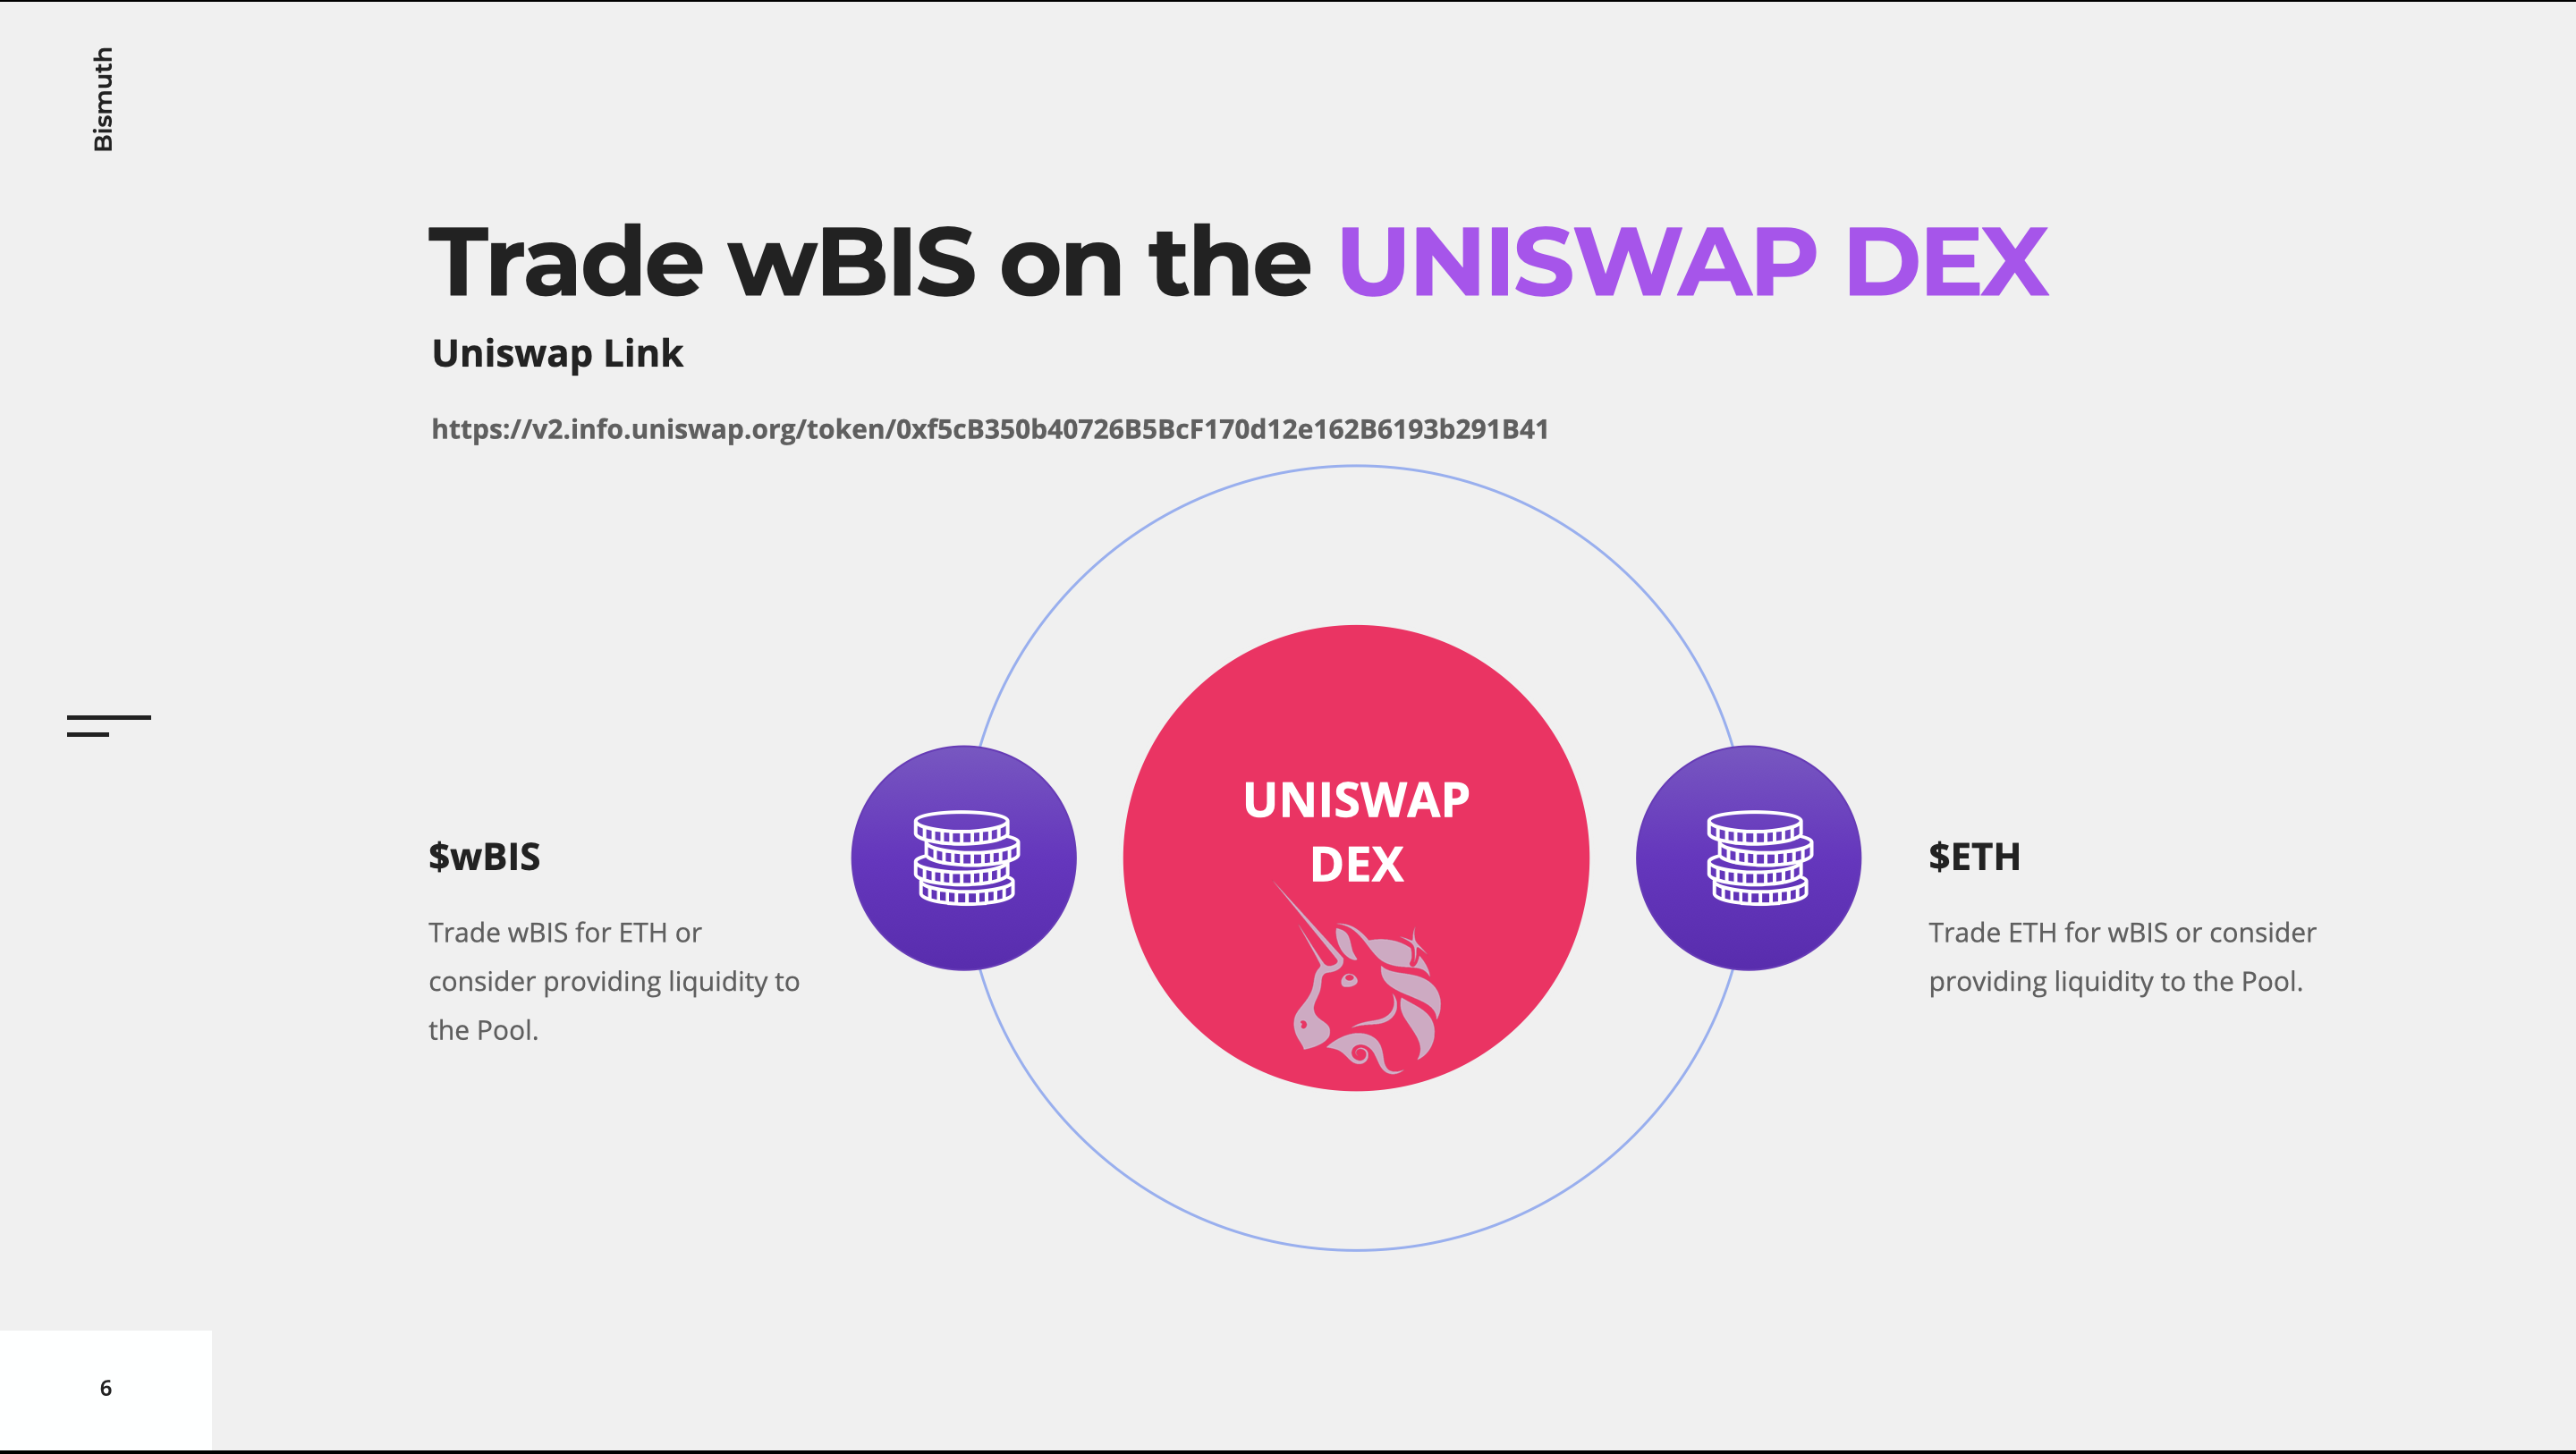 Bismuth
Trade wBIS on the UNISWAP DEX
Uniswap Link
https://v2.info.uniswap.org/token/0xf5cB350b40726B5BcF170d12e162B6193b291B41
UNISWAP
DEX
$wBIS
Trade wBIS for ETH or
consider providing liquidity to
the Pool.
$ETH
Trade ETH for wBIS or consider
providing liquidity to the Pool.
6